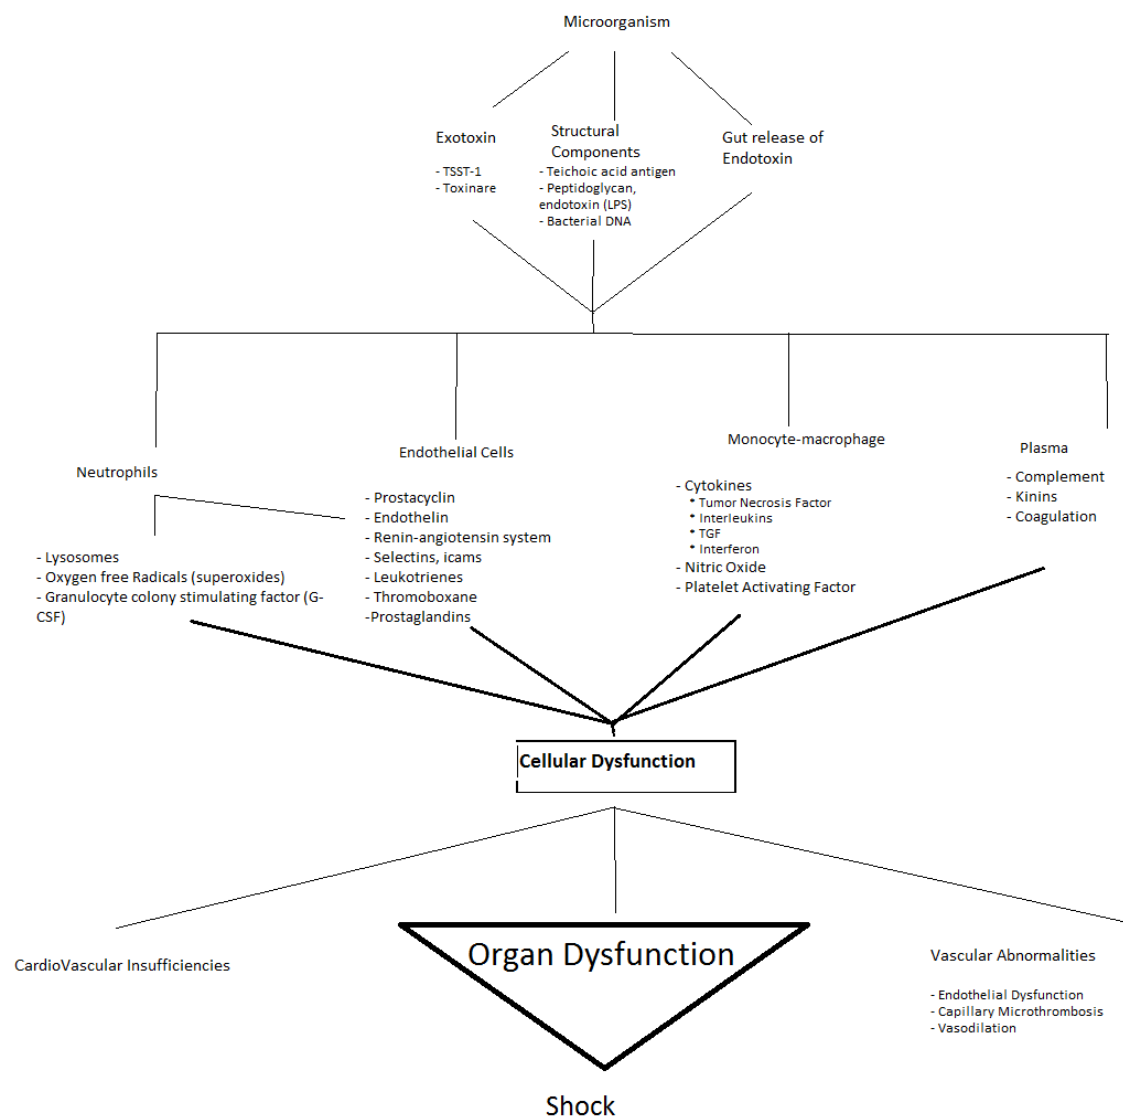 Microorganism
Exotoxin
- TSST-1
- Toxinare
Structural
Components
- Teichoic acid antigen
- Peptidoglycan,
endotoxin (LPS)
- Bacterial DNA
Gut release of
Endotoxin
Neutrophils
- Lysosomes
- Oxygen free Radicals (superoxides)
- Granulocyte colony stimulating factor (G-
CSF)
Endothelial Cells
- Prostacyclin
- Endothelin
- Renin-angiotensin system
- Selectins, icams
- Leukotrienes
- Thromoboxane
-Prostaglandins
Monocyte-macrophage
- Cytokines
* Tumor Necrosis Factor
* Interleukins
* TGF
* Interferon
- Nitric Oxide
- Platelet Activating Factor
Plasma
- Complement
- Kinins
- Coagulation
Cellular Dysfunction
CardioVascular Insufficiencies
Organ Dysfunction
Vascular Abnormalities
- Endothelial Dysfunction
- Capillary Microthrombosis
- Vasodilation
Shock